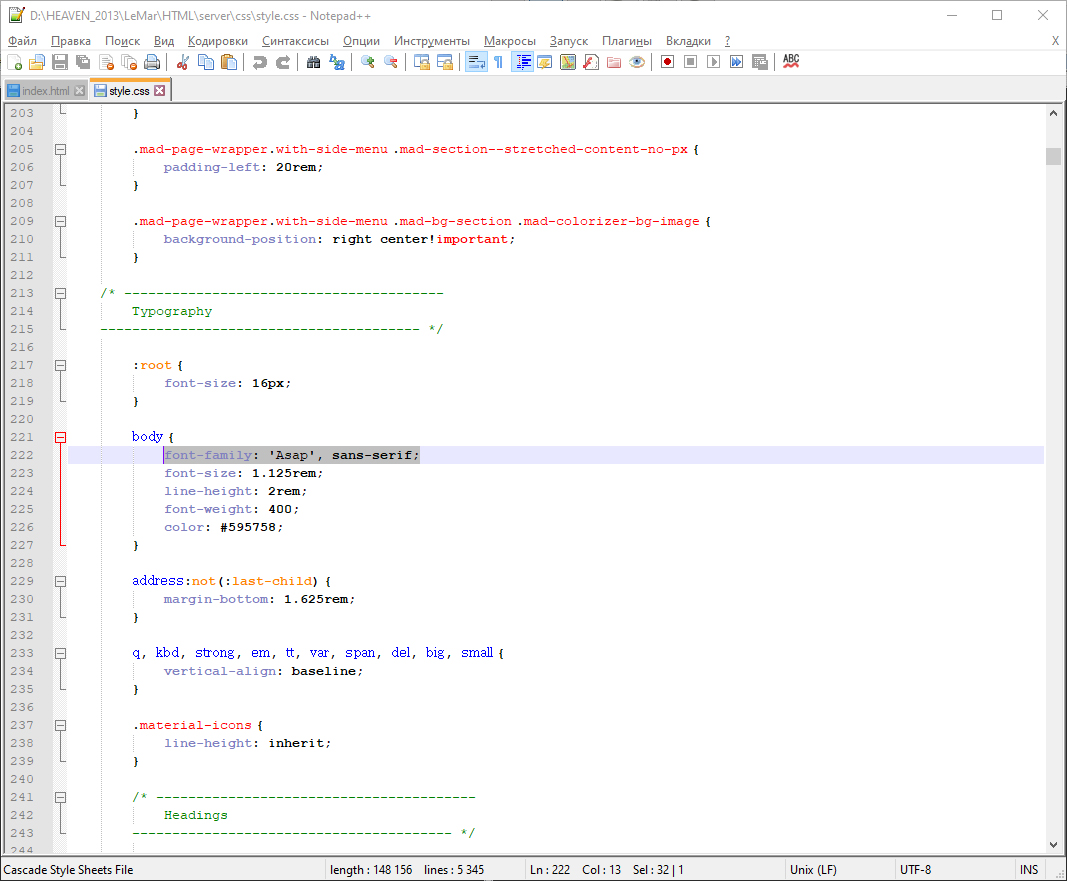 D:\HEAVEN_2013\LeMar\HTML\server\css\style.css - Notepad++
Файл Правка Поиск Вид Кодировки Синтаксисы Опции Инструменты Макросы Запуск Плагины Вкладки ? X
ABC
index.html style.css
203 }
204
205 .mad-page-wrapper.with-side-menu .mad-section--stretched-content-no-px {
206 padding-left: 20rem;
207 }
208
209 .mad-page-wrapper.with-side-menu .mad-bg-section .mad-colorizer-bg-image {
210 background-position: right center!important;
211 }
212
213 /* ----------------------------------------
214 Typography
215 ---------------------------------------- */
216
217 :root {
218 font-size: 16px;
219 }
220
221 body {
222 font-family: 'Asap', sans-serif;
223 font-size: 1.125rem;
224 line-height: 2rem;
225 font-weight: 400;
226 color: #595758;
227 }
228
229 address:not(:last-child) {
230 margin-bottom: 1.625rem;
231 }
232
233 q, kbd, strong, em, tt, var, span, del, big, small {
234 vertical-align: baseline;
235 }
236
237 .material-icons {
238 line-height: inherit;
239 }
240
241 /* ----------------------------------------
242 Headings
243 ---------------------------------------- */
244
Cascade Style Sheets File length : 148 156 lines : 5 345 Ln : 222 Col : 13 Sel : 32 | 1 Unix (LF) UTF-8 INS